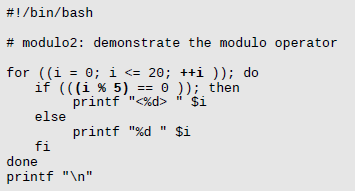 #!/bin/bash
# modulo2: demonstrate the modulo operator
for ((i = 0; i <= 20; ++i )); do
    if (((i % 5) == 0 )); then
         printf "<%d> " $i
    else
         printf "%d " $i
    fi
done
printf "\n"